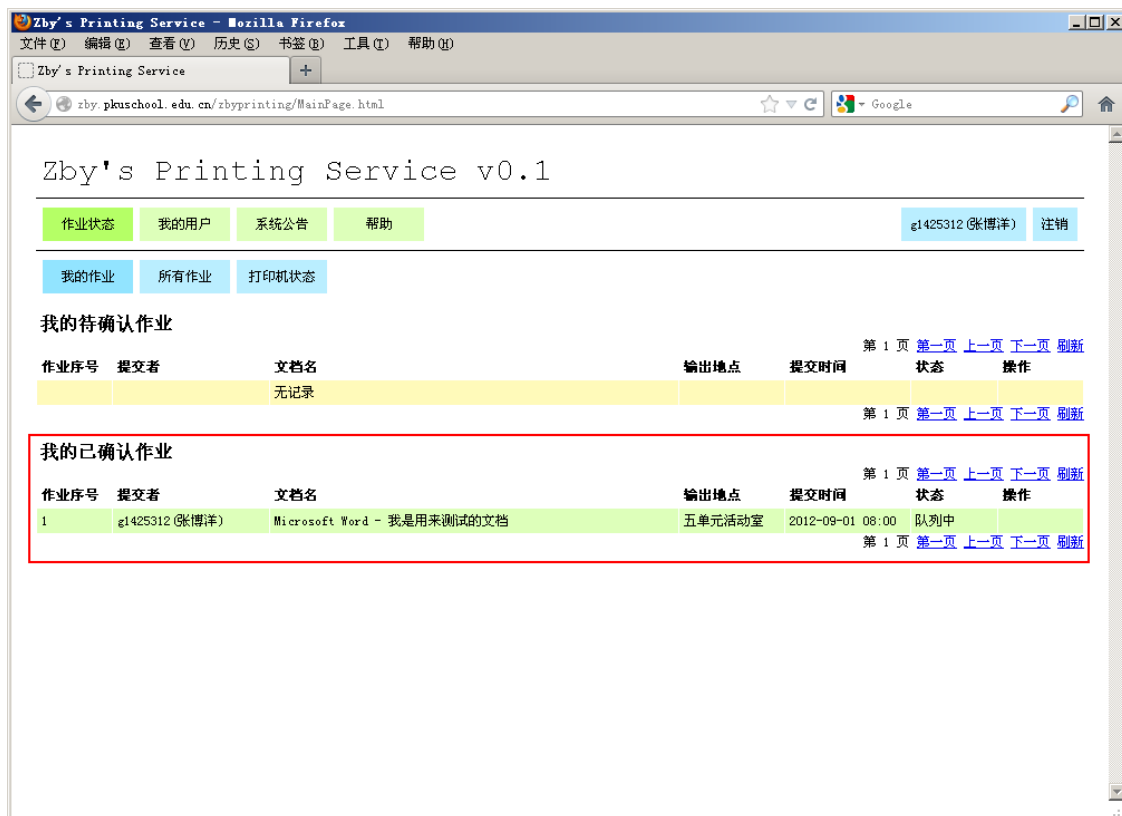 Zby's Printing Service - Mozilla Firefox
文件(F) 编辑(E) 查看(V) 历史(S) 书签(B) 工具(T) 帮助(H)
Zby's Printing Service +
zby.pkuschool.edu.cn/zbyprinting/MainPage.html Google
Zby's Printing Service v0.1
作业状态 我的用户 系统公告 帮助 g1425312(张博洋) 注销
我的作业 所有作业 打印机状态
我的待确认作业
第 1 页 第一页 上一页 下一页 刷新
作业序号 提交者 文档名 输出地点 提交时间 状态 操作
无记录
第 1 页 第一页 上一页 下一页 刷新
我的已确认作业
第 1 页 第一页 上一页 下一页 刷新
作业序号 提交者 文档名 输出地点 提交时间 状态 操作
1 g1425312(张博洋) Microsoft Word - 我是用来测试的文档 五单元活动室 2012-09-01 08:00 队列中
第 1 页 第一页 上一页 下一页 刷新